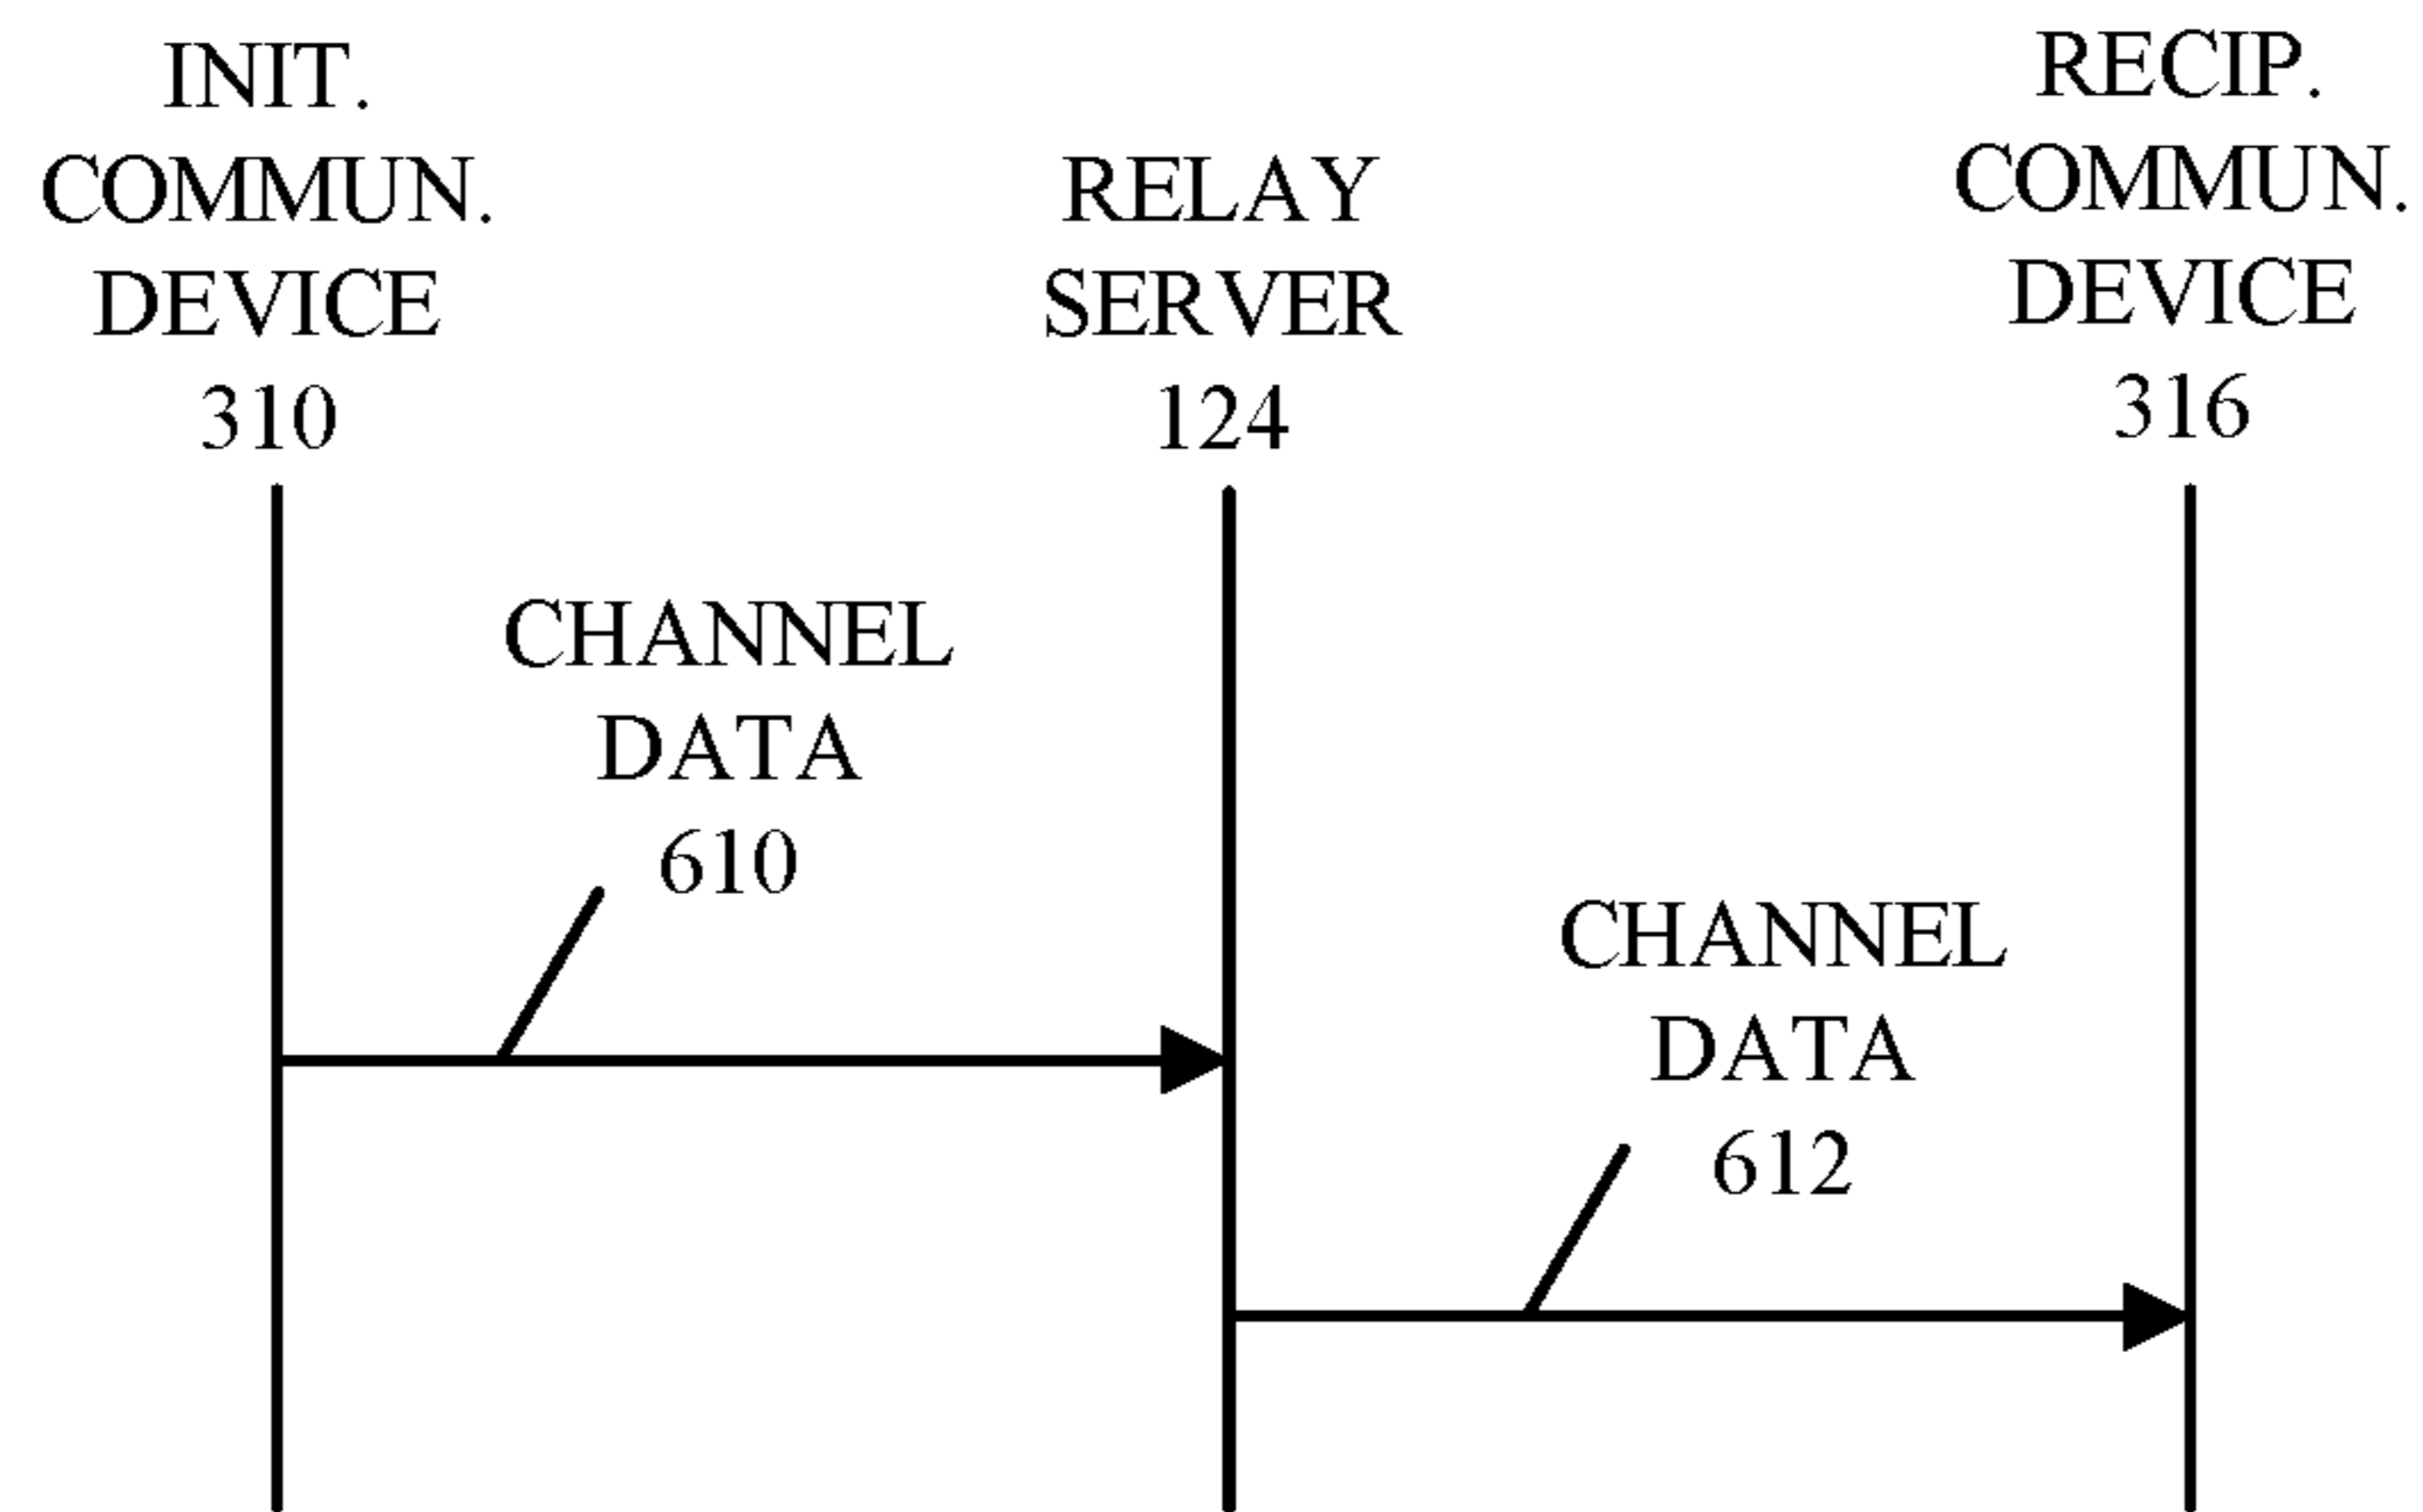 INIT.
COMMUN.
DEVICE
310
RELAY
SERVER
124
RECIP.
COMMUN.
DEVICE
316
CHANNEL
DATA
610
CHANNEL
DATA
612